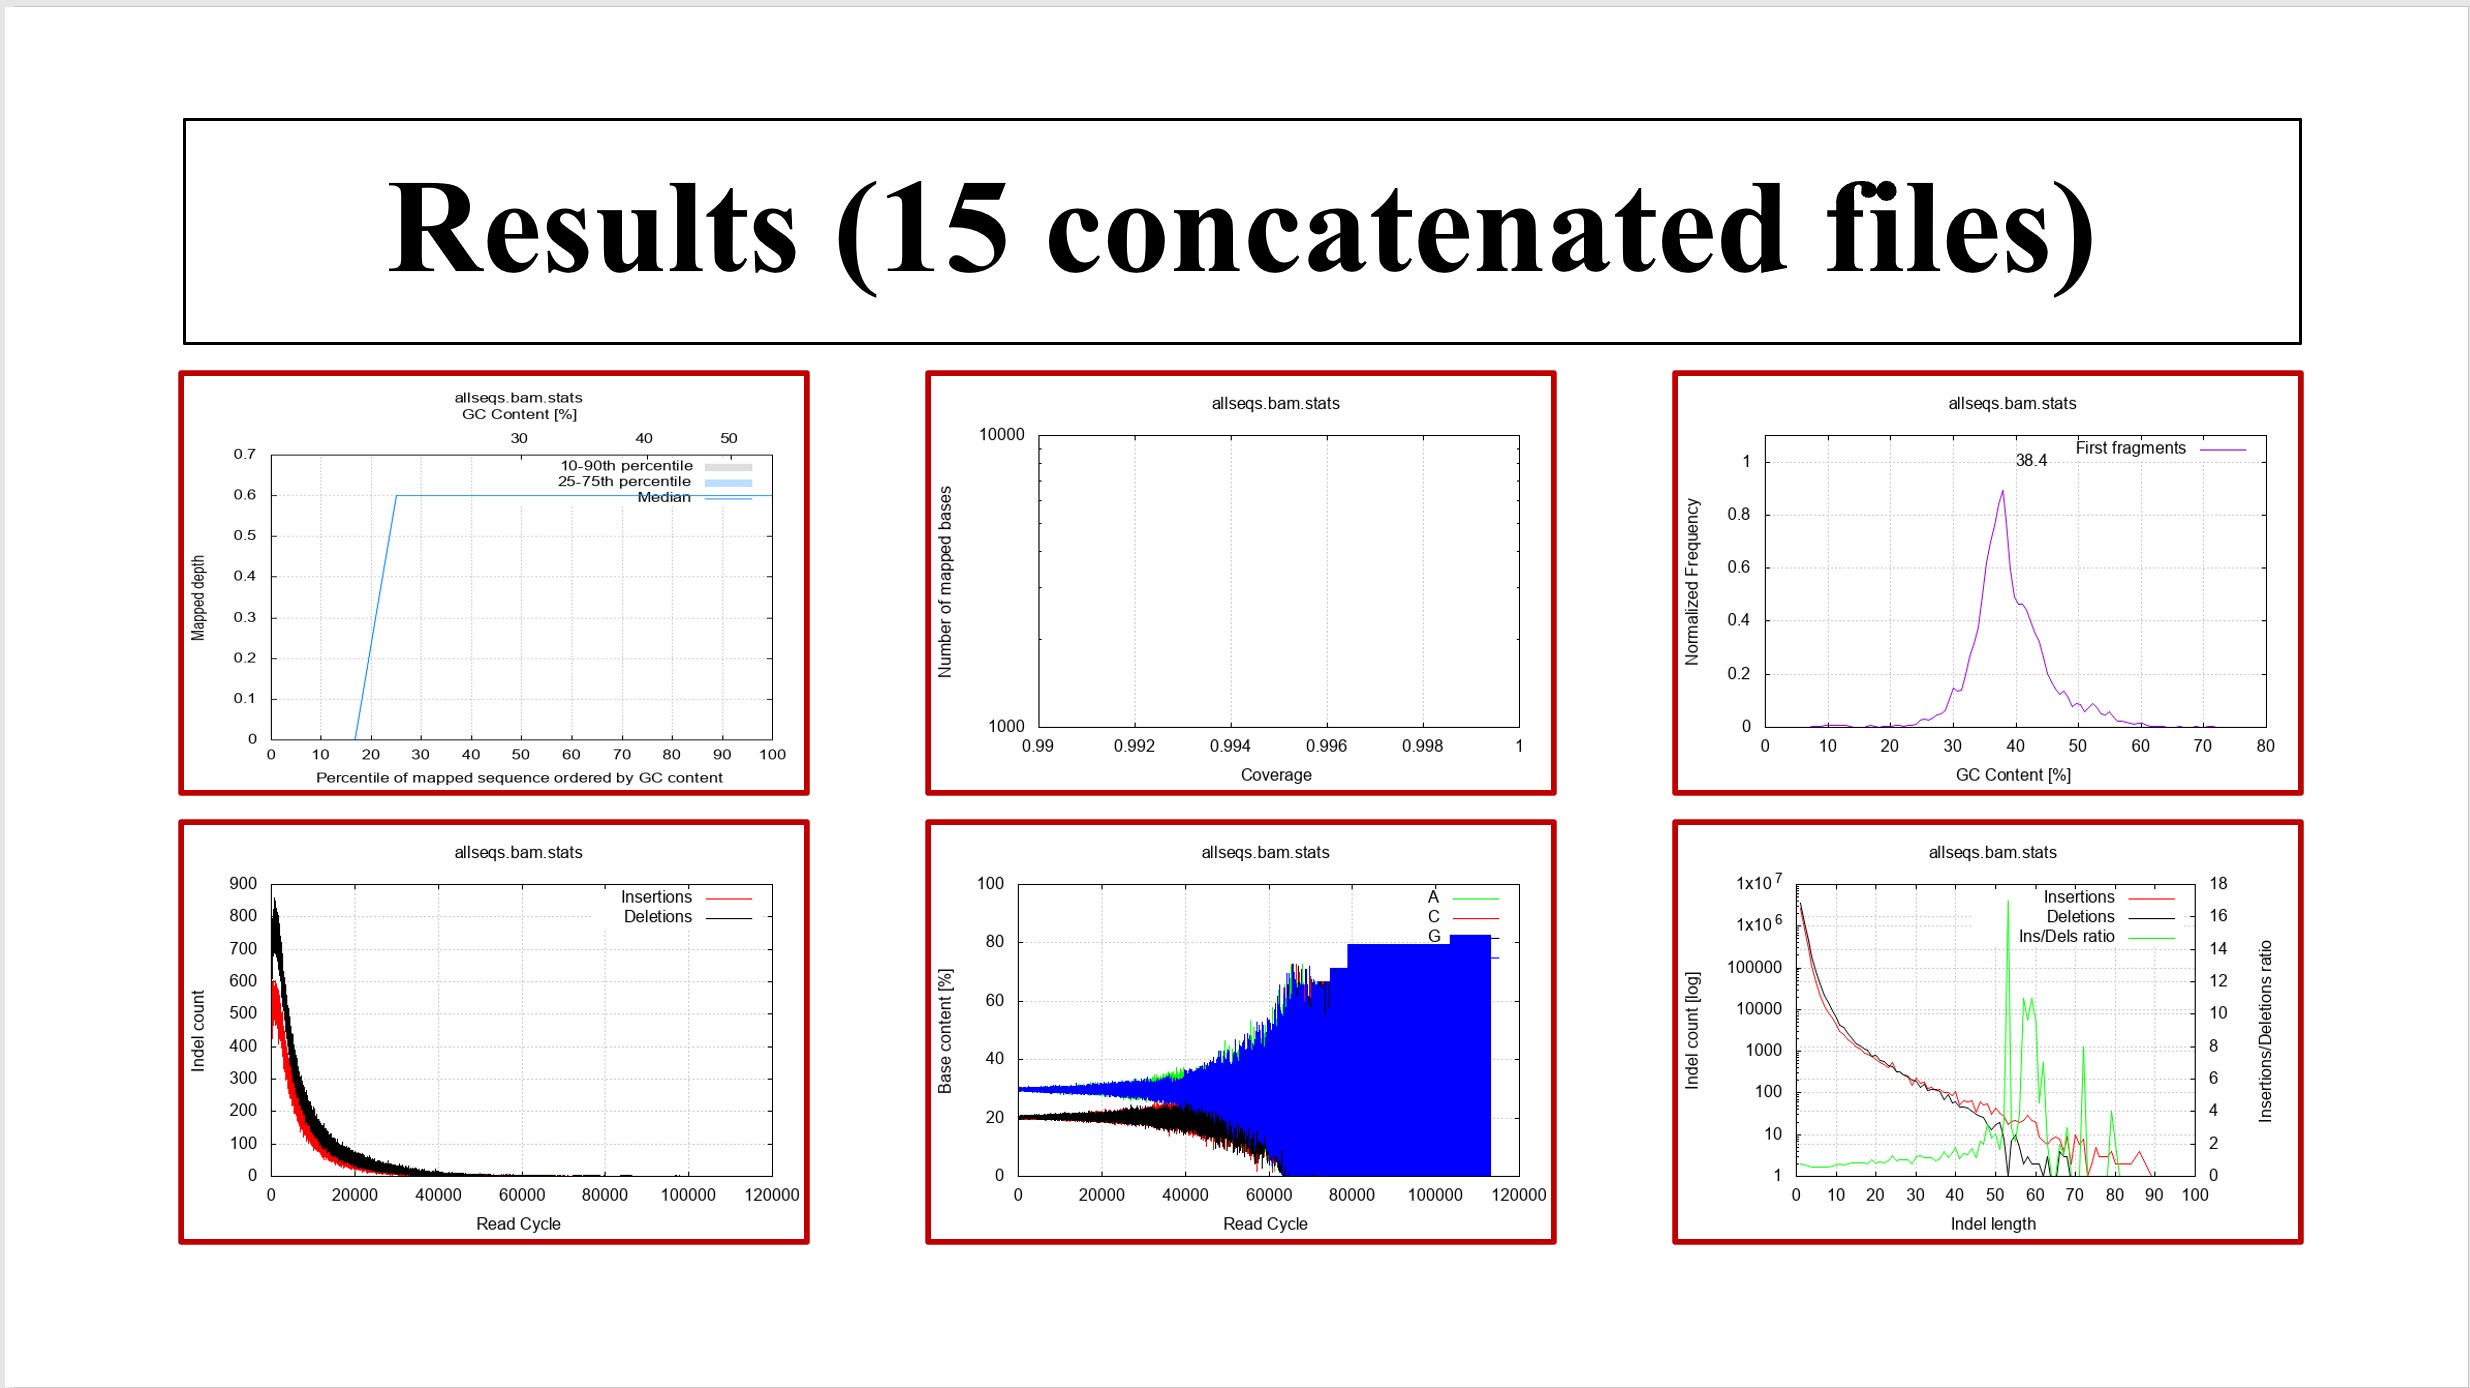 Results (15 concatenated files)
allseqs.bam.stats
GC Content [%]
30 40 50
10-90th percentile
25-75th percentile
Median
0.7
0.6
0.5
0.4
0.3
0.2
0.1
0
Mapped depth
0 10 20 30 40 50 60 70 80 90 100
Percentile of mapped sequence ordered by GC content
allseqs.bam.stats
10000
1000
Number of mapped bases
0.99 0.992 0.994 0.996 0.998 1
Coverage
allseqs.bam.stats
First fragments
38.4
1
0.8
0.6
0.4
0.2
0
Normalized Frequency
0 10 20 30 40 50 60 70 80
GC Content [%]
allseqs.bam.stats
Insertions
Deletions
900
800
700
600
500
400
300
200
100
0
Indel count
0 20000 40000 60000 80000 100000 120000
Read Cycle
allseqs.bam.stats
A
C
G
100
80
60
40
20
0
Base content [%]
0 20000 40000 60000 80000 100000 120000
Read Cycle
allseqs.bam.stats
Insertions
Deletions
Ins/Dels ratio
1x10 7
1x10 6
100000
10000
1000
100
10
1
Indel count [log]
18
16
14
12
10
8
6
4
2
0
Insertions/Deletions ratio
0 10 20 30 40 50 60 70 80 90 100
Indel length